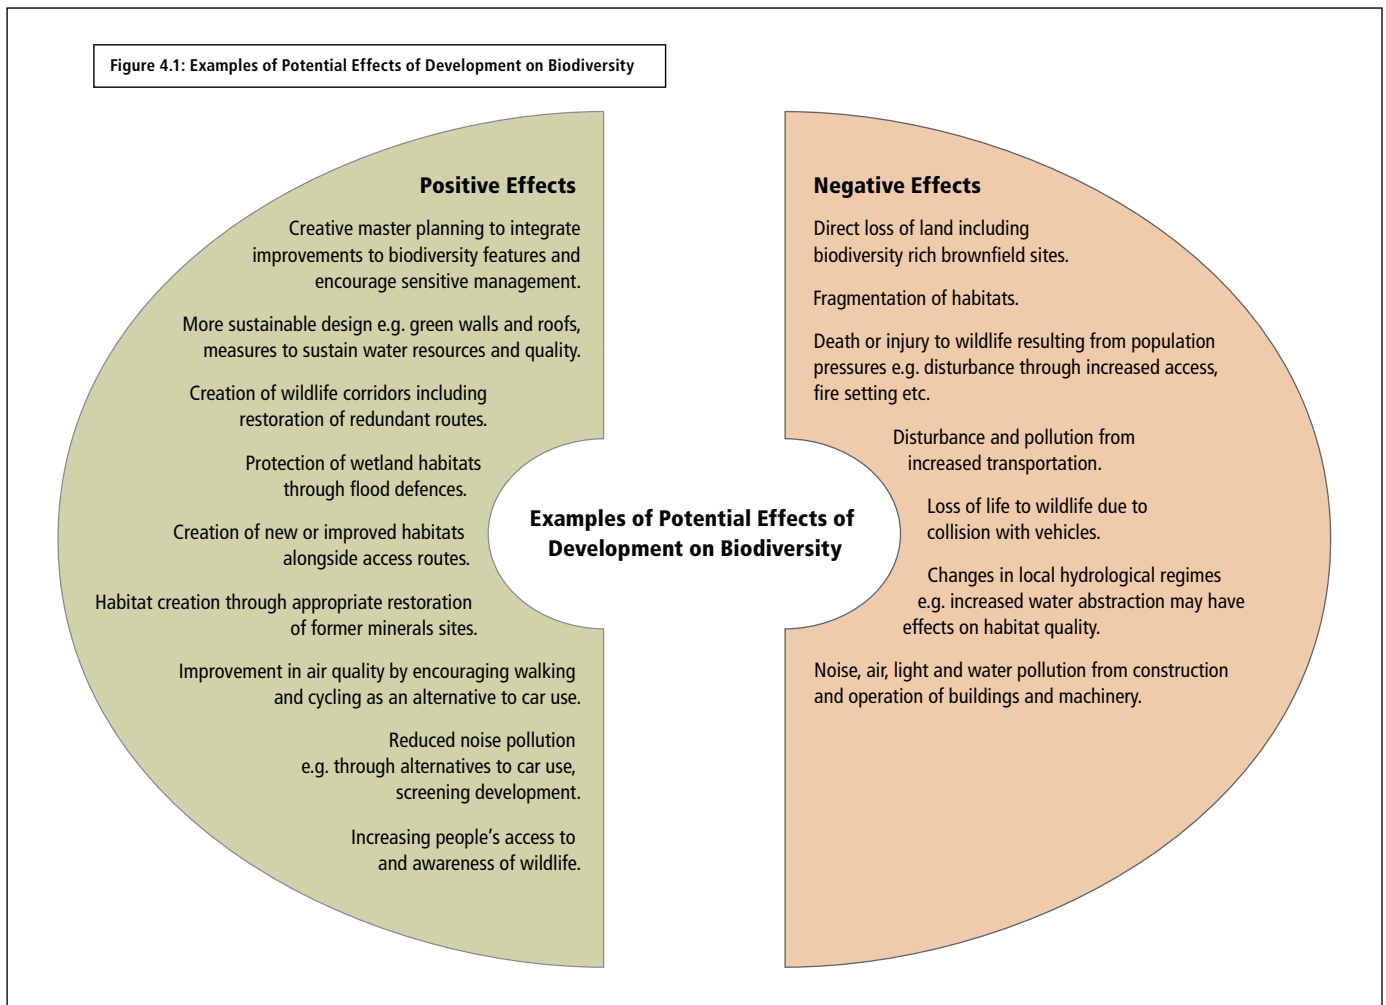 Figure 4.1: Examples of Potential Effects of Development on Biodiversity
Positive Effects
Creative master planning to integrate
improvements to biodiversity features and
encourage sensitive management.
More sustainable design e.g. green walls and roofs,
measures to sustain water resources and quality.
Creation of wildlife corridors including
restoration of redundant routes.
Protection of wetland habitats
through flood defences.
Creation of new or improved habitats
alongside access routes.
Habitat creation through appropriate restoration
of former minerals sites.
Improvement in air quality by encouraging walking
and cycling as an alternative to car use.
Reduced noise pollution
e.g. through alternatives to car use,
screening development.
Increasing people's access to
and awareness of wildlife.
Examples of Potential Effects of
Development on Biodiversity
Negative Effects
Direct loss of land including
biodiversity rich brownfield sites.
Fragmentation of habitats.
Death or injury to wildlife resulting from population
pressures e.g. disturbance through increased access,
fire setting etc.
Disturbance and pollution from
increased transportation.
Loss of life to wildlife due to
collision with vehicles.
Changes in local hydrological regimes
e.g. increased water abstraction may have
effects on habitat quality.
Noise, air, light and water pollution from construction
and operation of buildings and machinery.